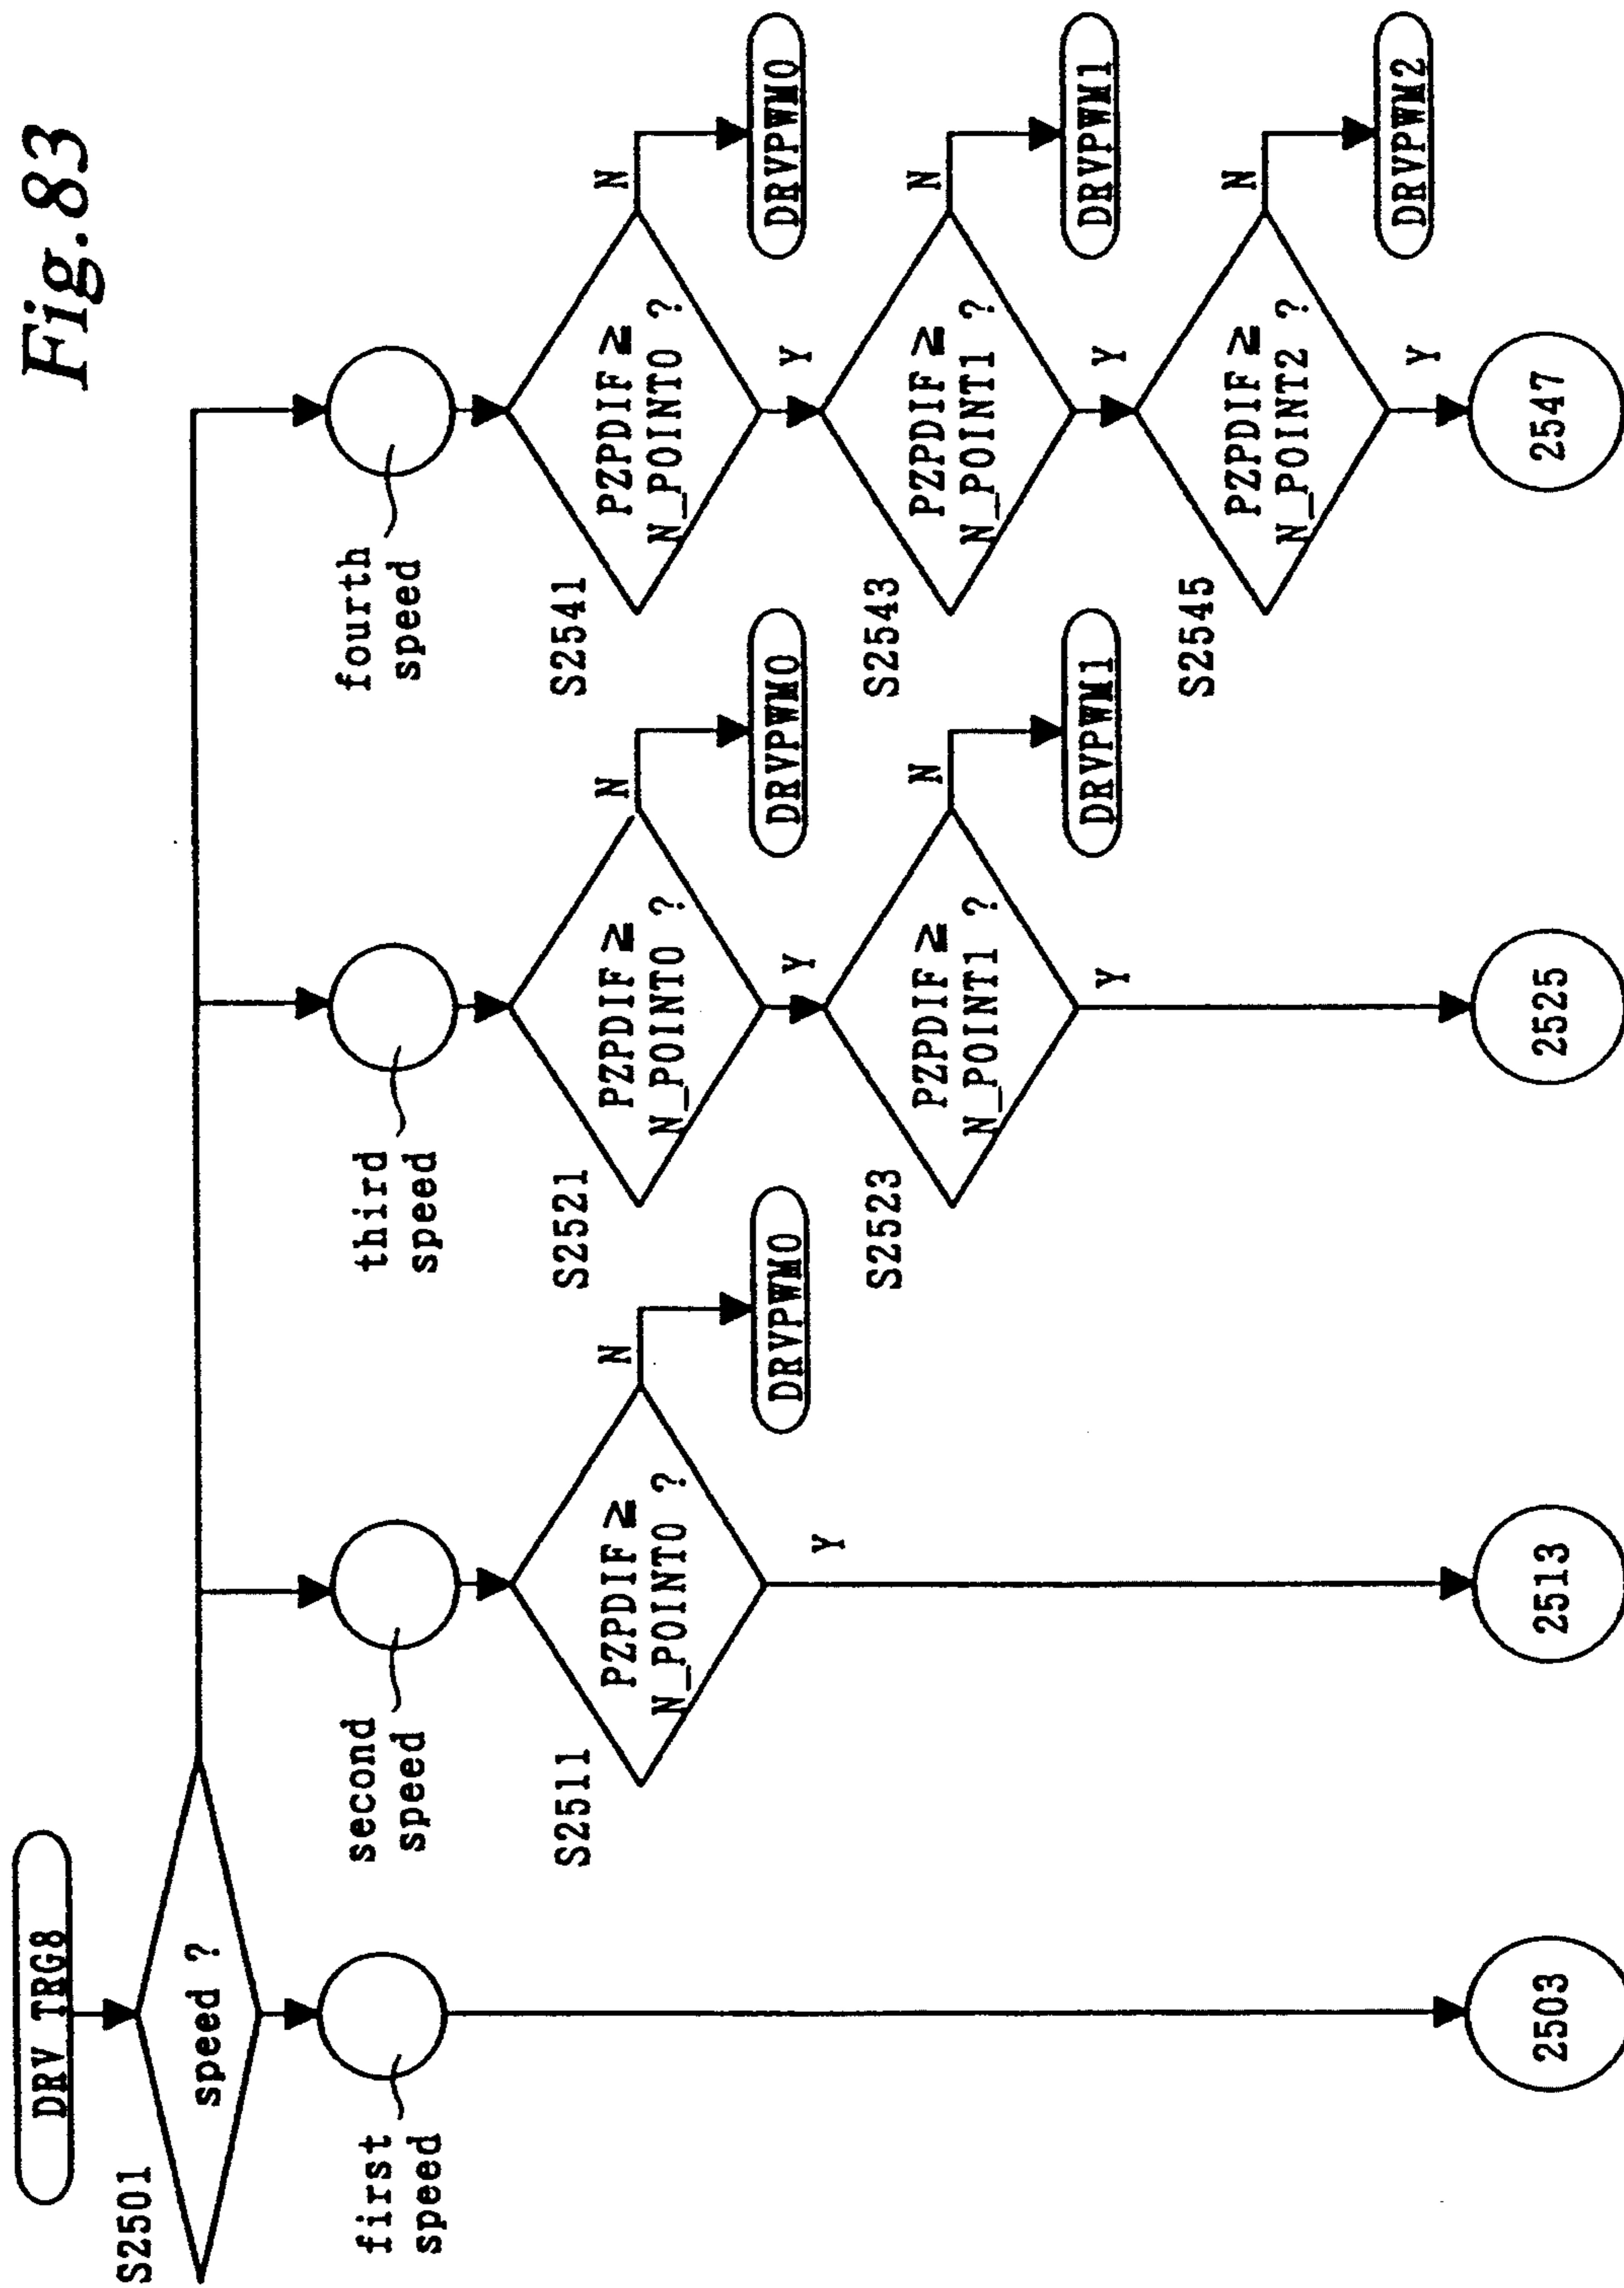 Fig.83
DRV TRG8
S2501
speed ?
first
speed
2503
second
speed
S2511
PZPDIF ≧
N_POINT0 ?
N
DRVPWM0
Y
2513
third
speed
S2521
PZPDIF ≧
N_POINT0 ?
N
DRVPWM0
Y
S2523
PZPDIF ≧
N_POINT1 ?
N
DRVPWM1
Y
2525
fourth
speed
S2541
PZPDIF ≧
N_POINT0 ?
N
DRVPWM0
Y
S2543
PZPDIF ≧
N_POINT1 ?
N
DRVPWM1
Y
S2545
PZPDIF ≧
N_POINT2 ?
N
DRVPWM2
Y
2547